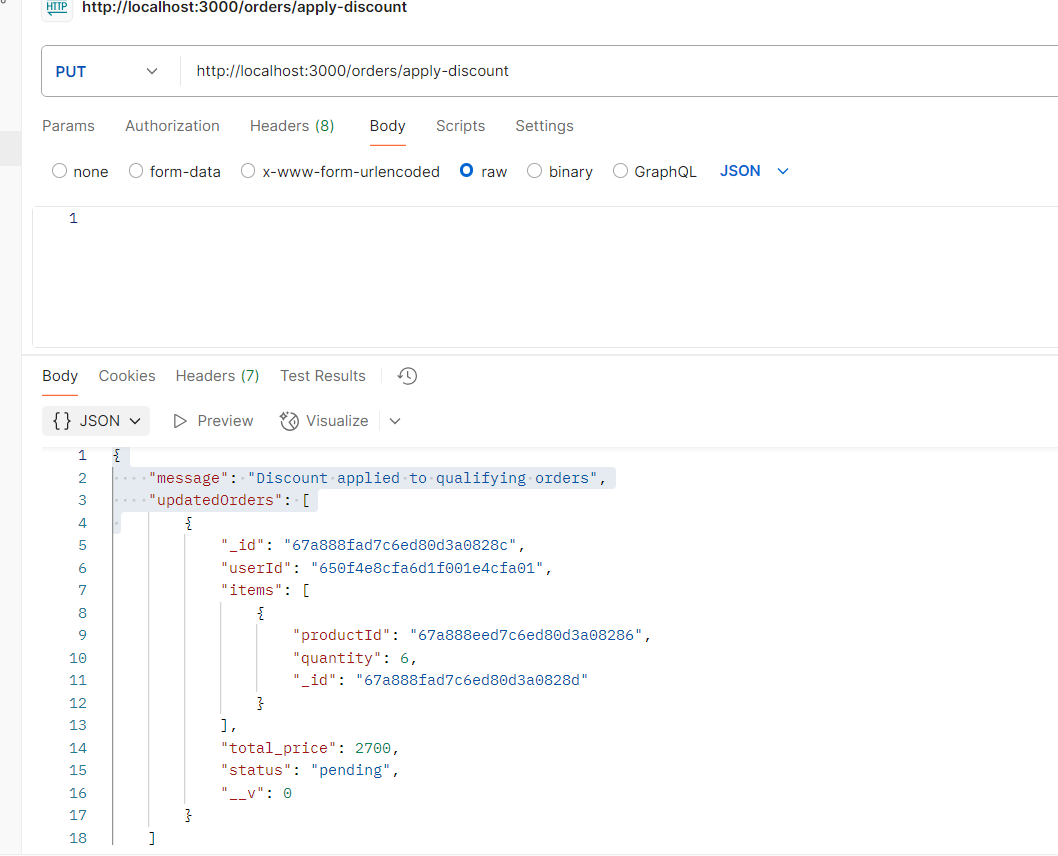 HTTP http://localhost:3000/orders/apply-discount
PUT http://localhost:3000/orders/apply-discount
Params Authorization Headers (8) Body Scripts Settings
none form-data x-www-form-urlencoded raw binary GraphQL JSON
1
Body Cookies Headers (7) Test Results
{} JSON Preview Visualize
1 {
2 "message": "Discount applied to qualifying orders",
3 "updatedOrders": [
4 {
5 "_id": "67a888fad7c6ed80d3a0828c",
6 "userId": "650f4e8cfa6d1f001e4cfa01",
7 "items": [
8 {
9 "productId": "67a888eed7c6ed80d3a08286",
10 "quantity": 6,
11 "_id": "67a888fad7c6ed80d3a0828d"
12 }
13 ],
14 "total_price": 2700,
15 "status": "pending",
16 "__v": 0
17 }
18 ]